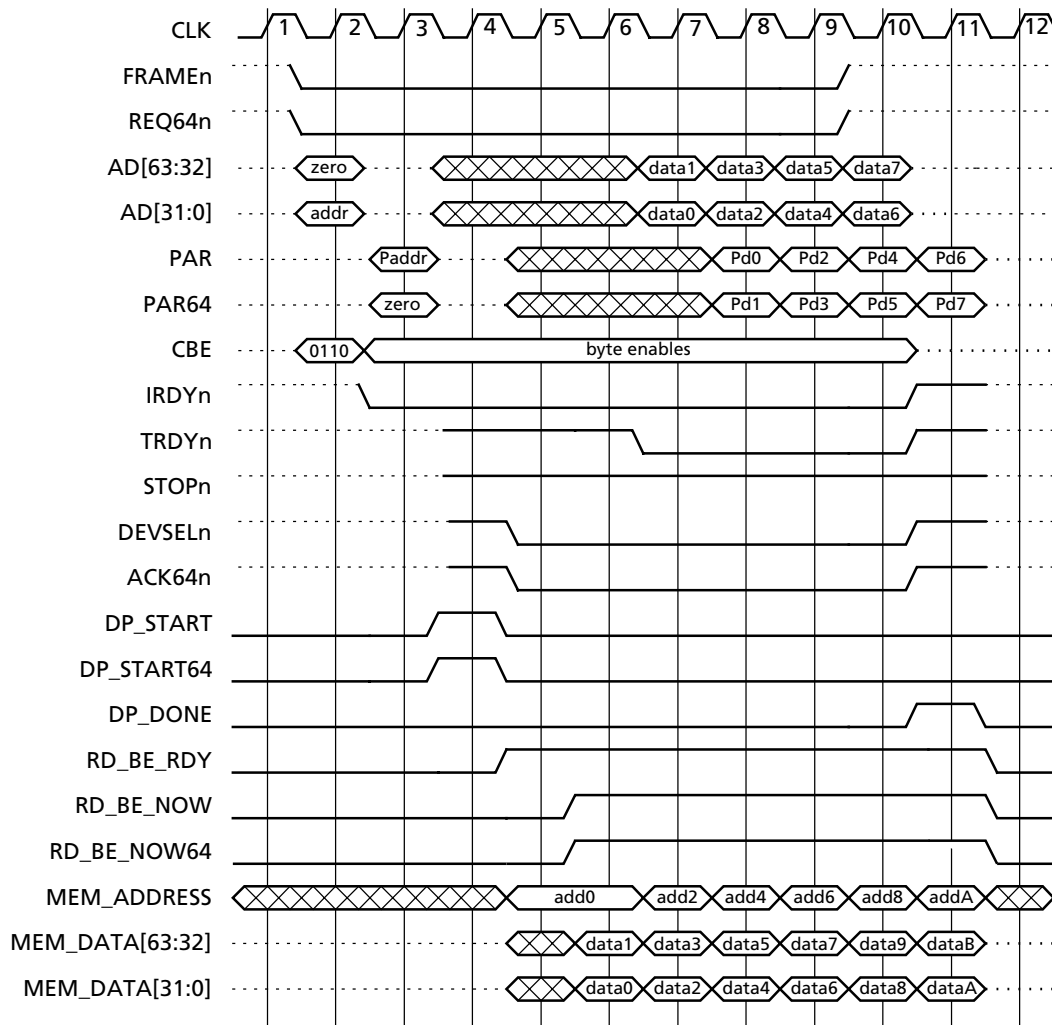 CLK 1 2 3 4 5 6 7 8 9 10 11 12
FRAMEn
REQ64n
AD[63:32] zero data1 data3 data5 data7
AD[31:0] addr data0 data2 data4 data6
PAR Paddr Pd0 Pd2 Pd4 Pd6
PAR64 zero Pd1 Pd3 Pd5 Pd7
CBE 0110 byte enables
IRDYn
TRDYn
STOPn
DEVSELn
ACK64n
DP_START
DP_START64
DP_DONE
RD_BE_RDY
RD_BE_NOW
RD_BE_NOW64
MEM_ADDRESS add0 add2 add4 add6 add8 addA
MEM_DATA[63:32] data1 data3 data5 data7 data9 dataB
MEM_DATA[31:0] data0 data2 data4 data6 data8 dataA